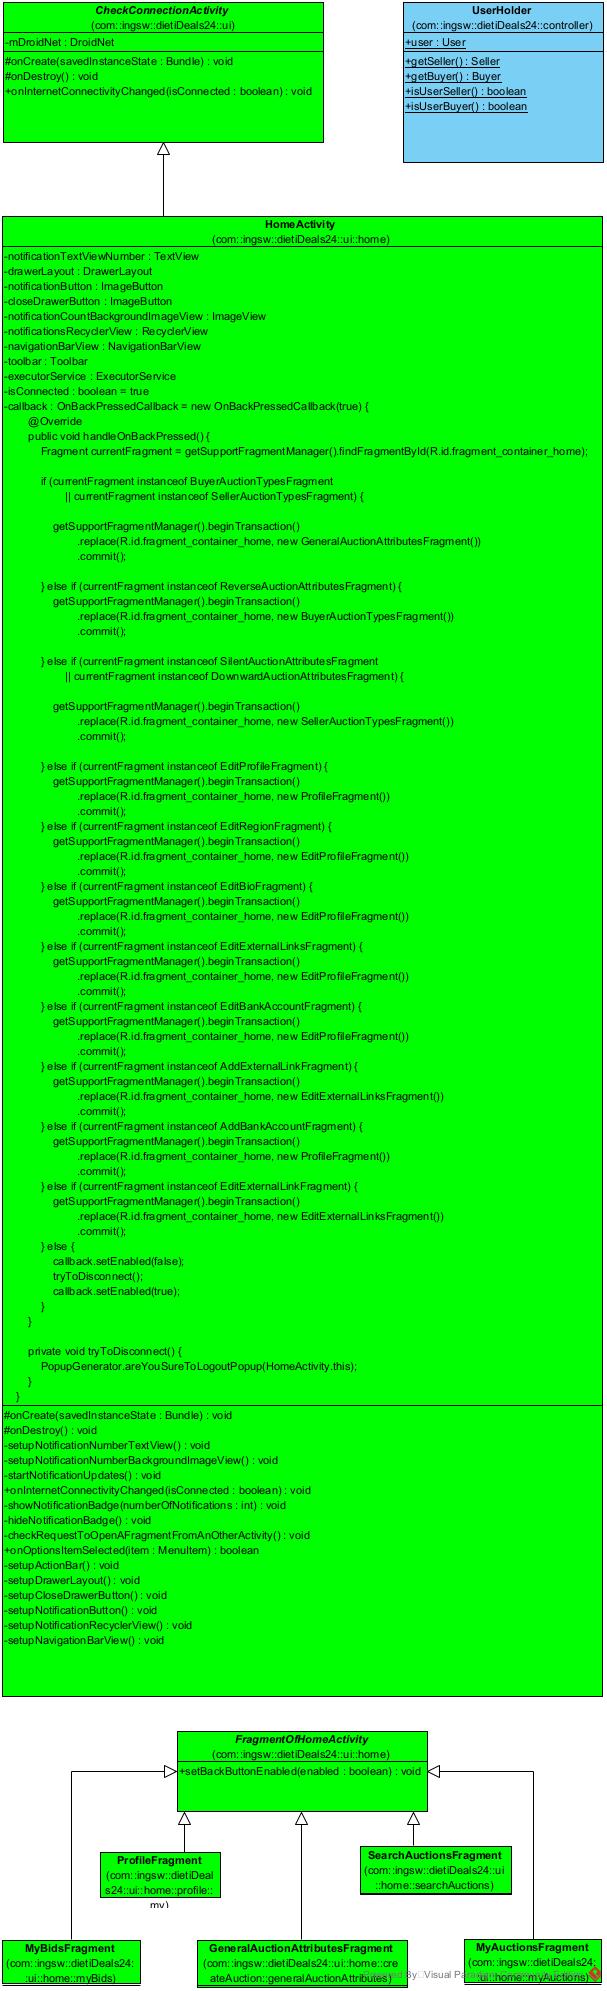 CheckConnectionActivity
(com::ingsw::dietiDeals24::ui)
-mDroidNet : DroidNet
#onCreate(savedInstanceState : Bundle) : void
#onDestroy() : void
+onInternetConnectivityChanged(isConnected : boolean) : void
UserHolder
(com::ingsw::dietiDeals24::controller)
+user : User
+getSeller() : Seller
+getBuyer() : Buyer
+isUserSeller() : boolean
+isUserBuyer() : boolean
HomeActivity
(com::ingsw::dietiDeals24::ui::home)
-notificationTextViewNumber : TextView
-drawerLayout : DrawerLayout
-notificationButton : ImageButton
-closeDrawerButton : ImageButton
-notificationCountBackgroundImageView : ImageView
-notificationsRecyclerView : RecyclerView
-navigationBarView : NavigationBarView
-toolbar : Toolbar
-executorService : ExecutorService
-isConnected : boolean = true
-callback : OnBackPressedCallback = new OnBackPressedCallback(true) {
@Override
public void handleOnBackPressed() {
Fragment currentFragment = getSupportFragmentManager().findFragmentById(R.id.fragment_container_home);
if (currentFragment instanceof BuyerAuctionTypesFragment
|| currentFragment instanceof SellerAuctionTypesFragment) {
getSupportFragmentManager().beginTransaction()
.replace(R.id.fragment_container_home, new GeneralAuctionAttributesFragment())
.commit();
} else if (currentFragment instanceof ReverseAuctionAttributesFragment) {
getSupportFragmentManager().beginTransaction()
.replace(R.id.fragment_container_home, new BuyerAuctionTypesFragment())
.commit();
} else if (currentFragment instanceof SilentAuctionAttributesFragment
|| currentFragment instanceof DownwardAuctionAttributesFragment) {
getSupportFragmentManager().beginTransaction()
.replace(R.id.fragment_container_home, new SellerAuctionTypesFragment())
.commit();
} else if (currentFragment instanceof EditProfileFragment) {
getSupportFragmentManager().beginTransaction()
.replace(R.id.fragment_container_home, new ProfileFragment())
.commit();
} else if (currentFragment instanceof EditRegionFragment) {
getSupportFragmentManager().beginTransaction()
.replace(R.id.fragment_container_home, new EditProfileFragment())
.commit();
} else if (currentFragment instanceof EditBioFragment) {
getSupportFragmentManager().beginTransaction()
.replace(R.id.fragment_container_home, new EditProfileFragment())
.commit();
} else if (currentFragment instanceof EditExternalLinksFragment) {
getSupportFragmentManager().beginTransaction()
.replace(R.id.fragment_container_home, new EditProfileFragment())
.commit();
} else if (currentFragment instanceof EditBankAccountFragment) {
getSupportFragmentManager().beginTransaction()
.replace(R.id.fragment_container_home, new EditProfileFragment())
.commit();
} else if (currentFragment instanceof AddExternalLinkFragment) {
getSupportFragmentManager().beginTransaction()
.replace(R.id.fragment_container_home, new EditExternalLinksFragment())
.commit();
} else if (currentFragment instanceof AddBankAccountFragment) {
getSupportFragmentManager().beginTransaction()
.replace(R.id.fragment_container_home, new ProfileFragment())
.commit();
} else if (currentFragment instanceof EditExternalLinkFragment) {
getSupportFragmentManager().beginTransaction()
.replace(R.id.fragment_container_home, new EditExternalLinksFragment())
.commit();
} else {
callback.setEnabled(false);
tryToDisconnect();
callback.setEnabled(true);
}
}
private void tryToDisconnect() {
PopupGenerator.areYouSureToLogoutPopup(HomeActivity.this);
}
}
#onCreate(savedInstanceState : Bundle) : void
#onDestroy() : void
-setupNotificationNumberTextView() : void
-setupNotificationNumberBackgroundImageView() : void
-startNotificationUpdates() : void
+onInternetConnectivityChanged(isConnected : boolean) : void
-showNotificationBadge(numberOfNotifications : int) : void
-hideNotificationBadge() : void
-checkRequestToOpenAFragmentFromAnOtherActivity() : void
+onOptionsItemSelected(item : MenuItem) : boolean
-setupActionBar() : void
-setupDrawerLayout() : void
-setupCloseDrawerButton() : void
-setupNotificationButton() : void
-setupNotificationRecyclerView() : void
-setupNavigationBarView() : void
FragmentOfHomeActivity
(com::ingsw::dietiDeals24::ui::home)
+setBackButtonEnabled(enabled : boolean) : void
ProfileFragment
(com::ingsw::dietiDeal
s24::ui::home::profile::
my)
SearchAuctionsFragment
(com::ingsw::dietiDeals24::ui
::home::searchAuctions)
MyBidsFragment
(com::ingsw::dietiDeals24:
:ui::home::myBids)
GeneralAuctionAttributesFragment
(com::ingsw::dietiDeals24::ui::home::cre
ateAuction::generalAuctionAttributes)
MyAuctionsFragment
(com::ingsw::dietiDeals24:
:ui::home::myAuctions)
Powered By Visual Paradigm